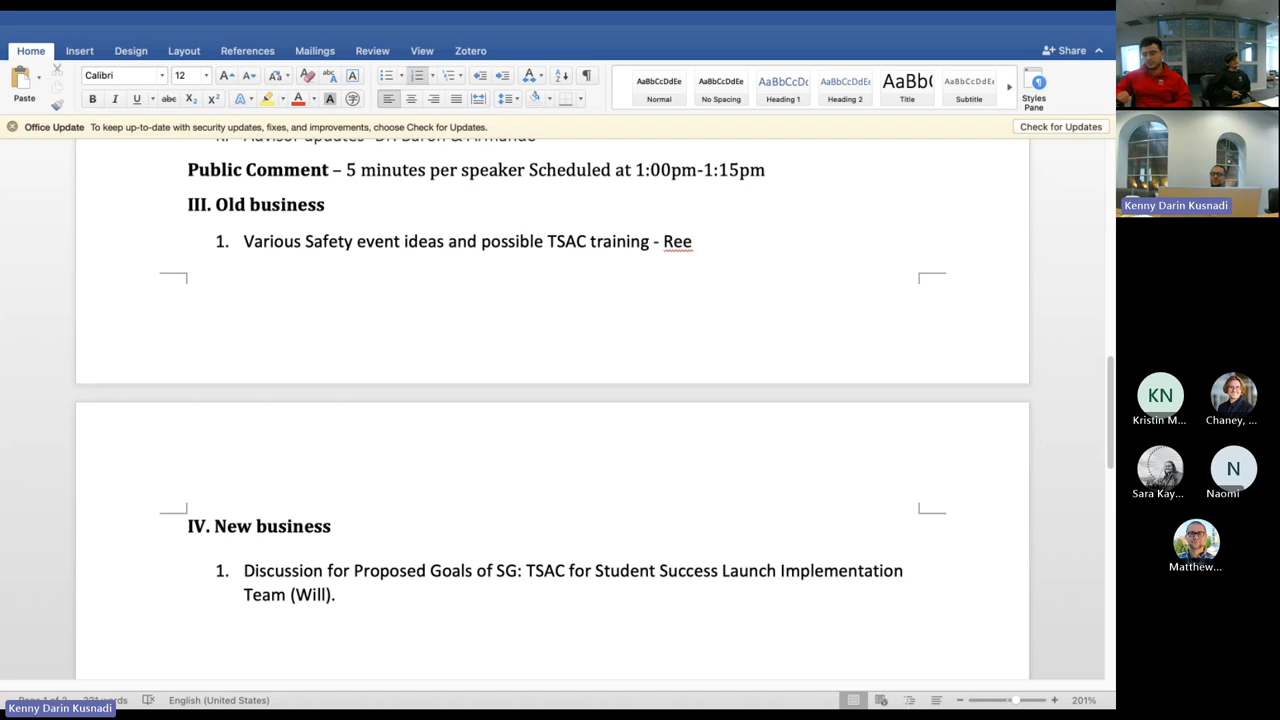 Home Insert Design Layout References Mailings Review View Zotero Share
Calibri 12
Paste
AaBbCcDdEe AaBbCcDdEe AaBbCcDc AaBbCcDdEe AaBb( AaBbCcDdEe
Normal No Spacing Heading 1 Heading 2 Title Subtitle
Styles
Pane
Office Update To keep up-to-date with security updates, fixes, and improvements, choose Check for Updates. Check for Updates
Public Comment – 5 minutes per speaker Scheduled at 1:00pm-1:15pm
III. Old business
1. Various Safety event ideas and possible TSAC training - Ree
IV. New business
1. Discussion for Proposed Goals of SG: TSAC for Student Success Launch Implementation
Team (Will).
English (United States) 201%
Kenny Darin Kusnadi
Kenny Darin Kusnadi
KN
Kristin M... Chaney, ...
N
Sara Kay... Naomi
Matthew...